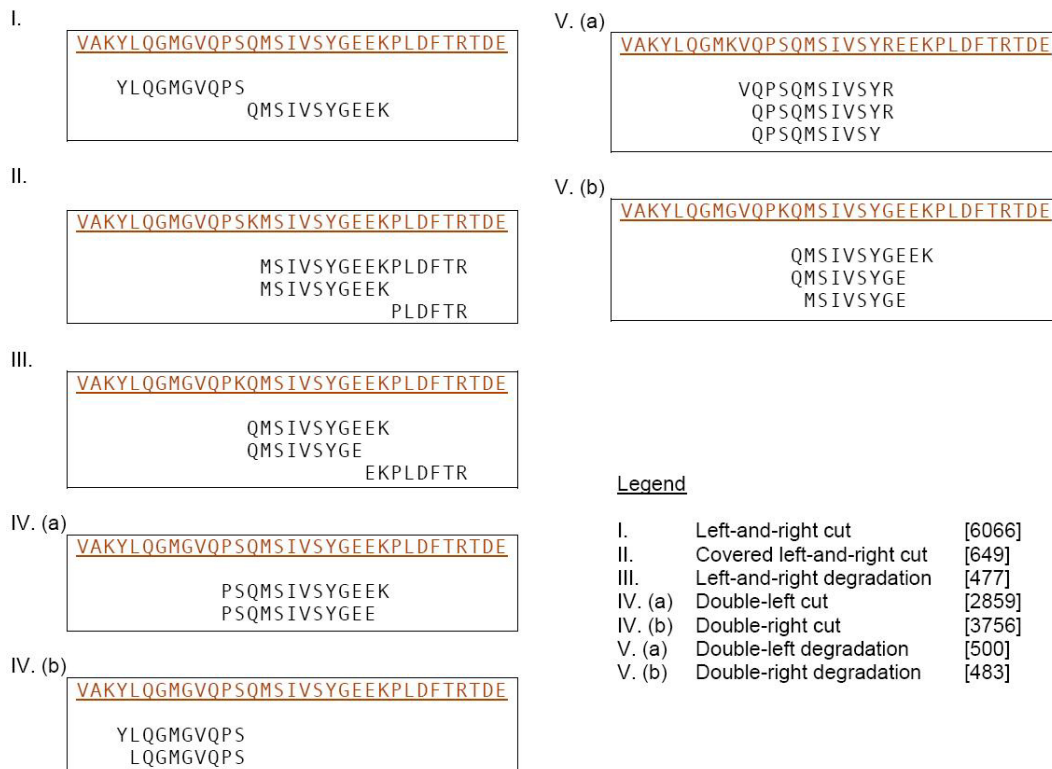 I.
VAKYLQGMGVQPSQMSIVSYGEEKPLDFTRTDE
YLQGMGVQPS
QMSIVSYGEEK
II.
VAKYLQGMGVQPSKMSIVSYGEEKPLDFTRTDE
MSIVSYGEEKPLDFTR
MSIVSYGEEK
PLDFTR
III.
VAKYLQGMGVQPKQMSIVSYGEEKPLDFTRTDE
QMSIVSYGEEK
QMSIVSYGE
EKPLDFTR
IV. (a)
VAKYLQGMGVQPSQMSIVSYGEEKPLDFTRTDE
PSQMSIVSYGEEK
PSQMSIVSYGEE
IV. (b)
VAKYLQGMGVQPSQMSIVSYGEEKPLDFTRTDE
YLQGMGVQPS
LQGMGVQPS
V. (a)
VAKYLQGMKVQPSQMSIVSYREEKPLDFTRTDE
VQPSQMSIVSYR
QPSQMSIVSYR
QPSQMSIVSY
V. (b)
VAKYLQGMGVQPKQMSIVSYGEEKPLDFTRTDE
QMSIVSYGEEK
QMSIVSYGE
MSIVSYGE
Legend
I. Left-and-right cut [6066]
II. Covered left-and-right cut [649]
III. Left-and-right degradation [477]
IV. (a) Double-left cut [2859]
IV. (b) Double-right cut [3756]
V. (a) Double-left degradation [500]
V. (b) Double-right degradation [483]